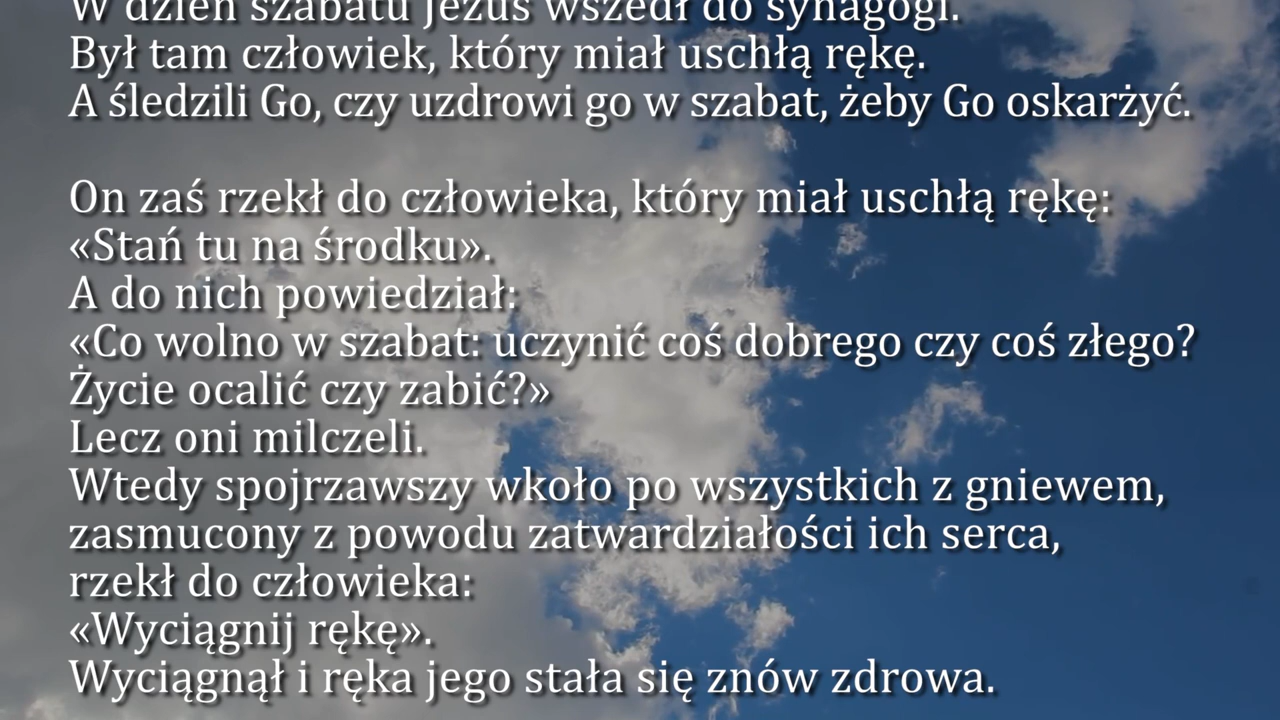 W dzień szabatu Jezus wszedł do synagogi.
Był tam człowiek, który miał uschłą rękę.
A śledzili Go, czy uzdrowi go w szabat, żeby Go oskarżyć.
On zaś rzekł do człowieka, który miał uschłą rękę:
«Stań tu na środku».
A do nich powiedział:
«Co wolno w szabat: uczynić coś dobrego czy coś złego?
Życie ocalić czy zabić?»
Lecz oni milczeli.
Wtedy spojrzawszy wkoło po wszystkich z gniewem,
zasmucony z powodu zatwardziałości ich serca,
rzekł do człowieka:
«Wyciągnij rękę».
Wyciągnął i ręka jego stała się znów zdrowa.